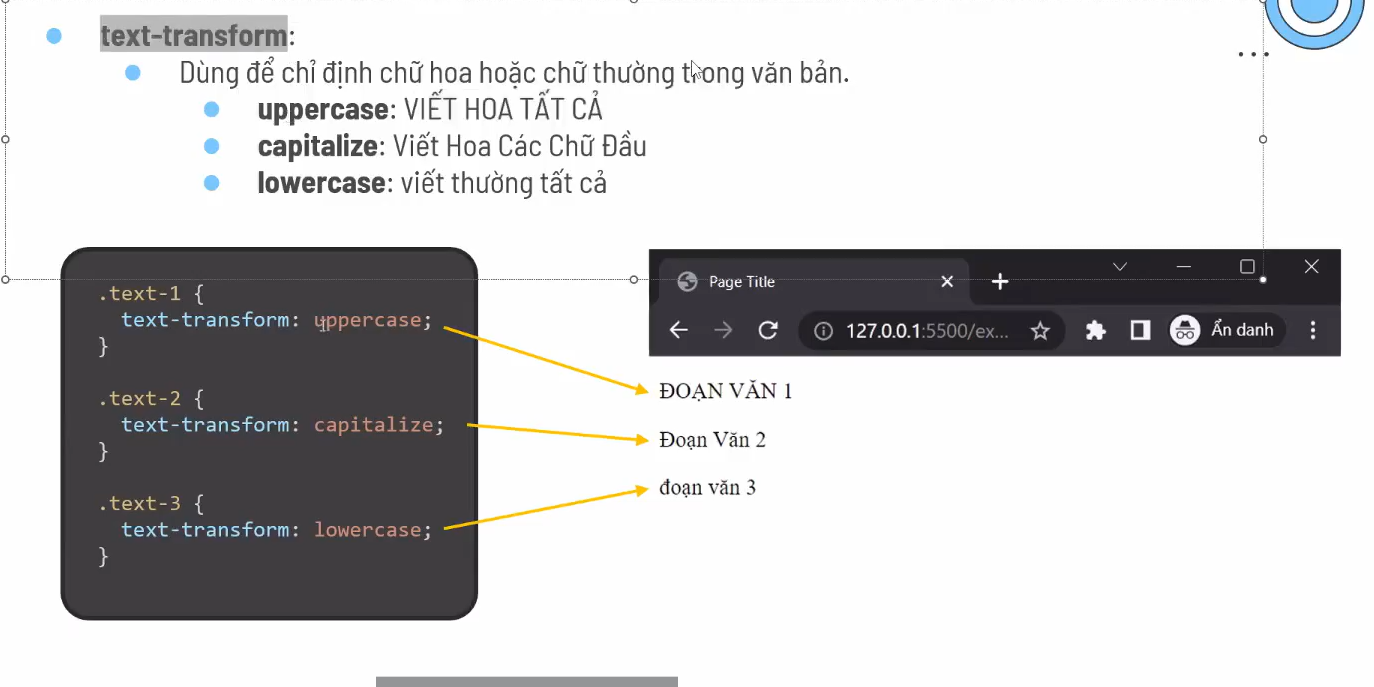 text-transform:
Dùng để chỉ định chữ hoa hoặc chữ thường trong văn bản.
uppercase: VIẾT HOA TẤT CẢ
capitalize: Viết Hoa Các Chữ Đầu
lowercase: viết thường tất cả
.text-1 {
text-transform: uppercase;
}
.text-2 {
text-transform: capitalize;
}
.text-3 {
text-transform: lowercase;
}
Page Title
127.0.0.1:5500/ex...
Ẩn danh
ĐOẠN VĂN 1
Đoạn Văn 2
đoạn văn 3